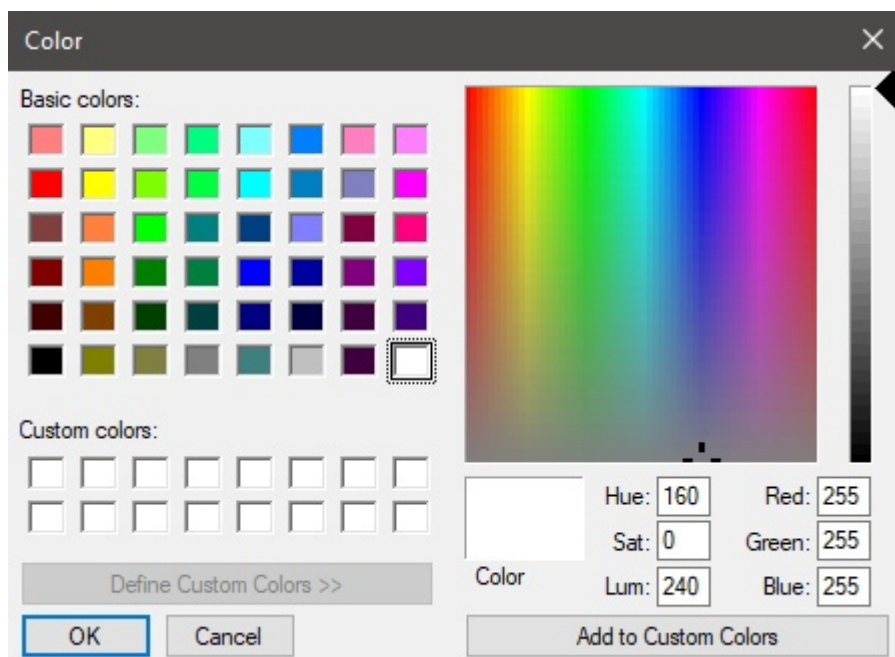 Color
Basic colors:
Custom colors:
Define Custom Colors >>
OK Cancel
Color
Hue: 160 Red: 255
Sat: 0 Green: 255
Lum: 240 Blue: 255
Add to Custom Colors